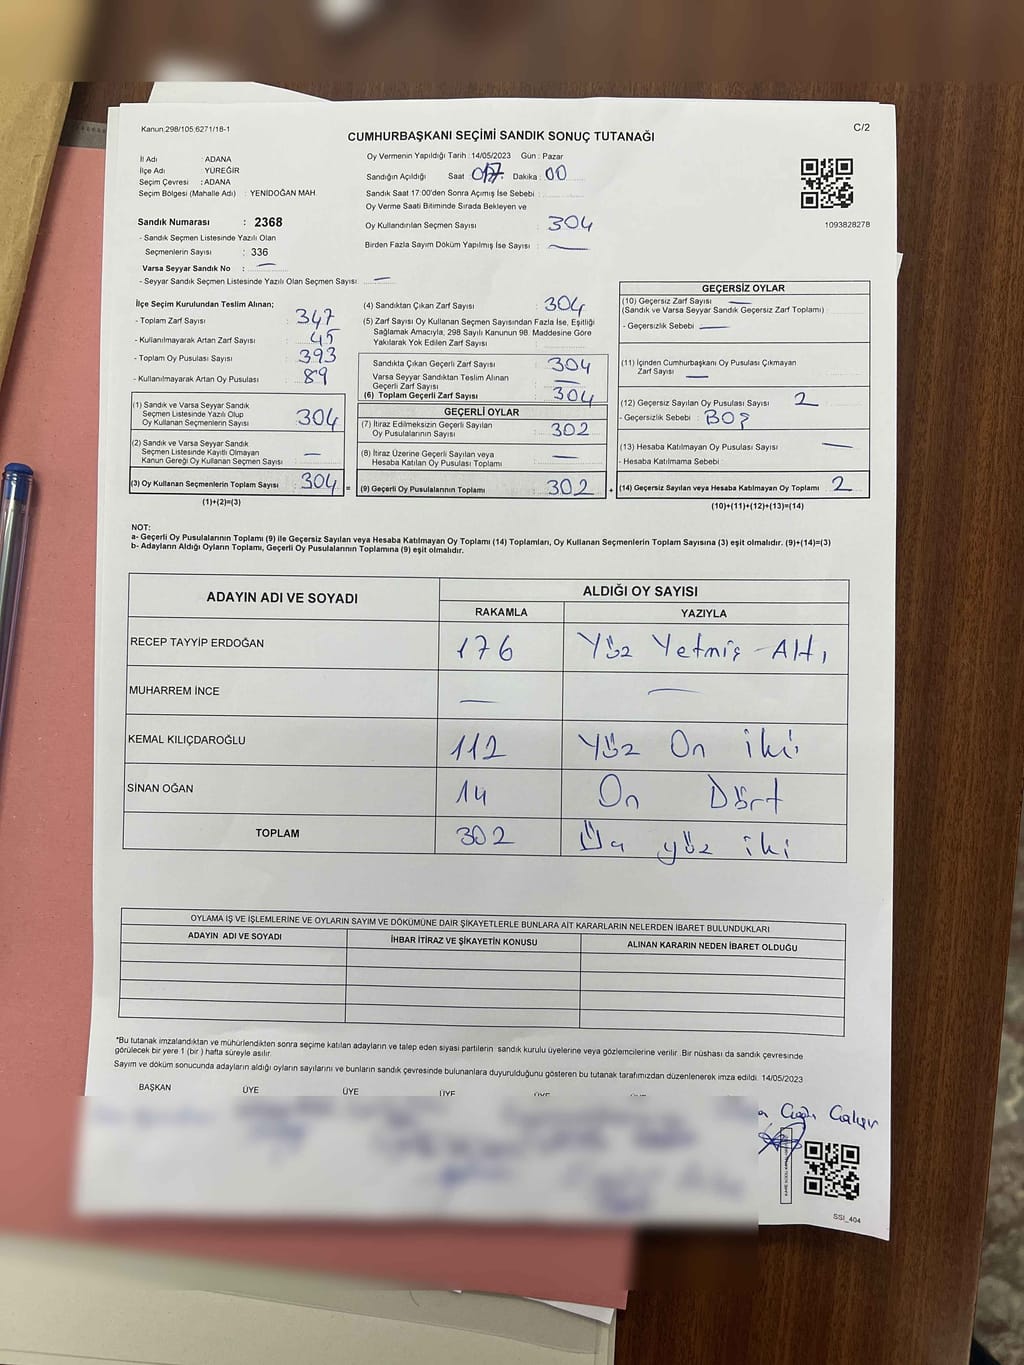 Kanun:298/105;6271/18-1
C/2
CUMHURBAŞKANI SEÇİMİ SANDIK SONUÇ TUTANAĞI
İl Adı : ADANA
İlçe Adı : YÜREĞİR
Seçim Çevresi : ADANA
Seçim Bölgesi (Mahalle Adı) : YENİDOĞAN MAH.
Oy Vermenin Yapıldığı Tarih :14/05/2023 Gün : Pazar
Sandığın Açıldığı Saat 017. Dakika : 00
Sandık Saat 17:00'den Sonra Açımış İse Sebebi :
Oy Verme Saati Bitiminde Sırada Bekleyen ve
Oy Kullandırılan Seçmen Sayısı : 304
Birden Fazla Sayım Döküm Yapılmış İse Sayısı : —
1093828278
Sandık Numarası : 2368
- Sandık Seçmen Listesinde Yazılı Olan
Seçmenlerin Sayısı : 336
Varsa Seyyar Sandık No : —
- Seyyar Sandık Seçmen Listesinde Yazılı Olan Seçmen Sayısı: —
İlçe Seçim Kurulundan Teslim Alınan;
- Toplam Zarf Sayısı : 347
- Kullanılmayarak Artan Zarf Sayısı : 45
- Toplam Oy Pusulası Sayısı : 393
- Kullanılmayarak Artan Oy Pusulası : 89
(1) Sandık ve Varsa Seyyar Sandık
Seçmen Listesinde Yazılı Olup
Oy Kullanan Seçmenlerin Sayısı : 304
(2) Sandık ve Varsa Seyyar Sandık
Seçmen Listesinde Kayıtlı Olmayan
Kanun Gereği Oy Kullanan Seçmen Sayısı : —
(3) Oy Kullanan Seçmenlerin Toplam Sayısı : 304 =
(1)+(2)=(3)
(4) Sandıktan Çıkan Zarf Sayısı : 304
(5) Zarf Sayısı Oy Kullanan Seçmen Sayısından Fazla İse, Eşitliği
Sağlamak Amacıyla, 298 Sayılı Kanunun 98. Maddesine Göre
Yakılarak Yok Edilen Zarf Sayısı :
Sandıkta Çıkan Geçerli Zarf Sayısı : 304
Varsa Seyyar Sandıktan Teslim Alınan
Geçerli Zarf Sayısı : —
(6) Toplam Geçerli Zarf Sayısı : 304
GEÇERLİ OYLAR
(7) İtiraz Edilmeksizin Geçerli Sayılan
Oy Pusulalarının Sayısı : 302
(8) İtiraz Üzerine Geçerli Sayılan veya
Hesaba Katılan Oy Pusulası Toplamı : —
(9) Geçerli Oy Pusulalarının Toplamı : 302 +
GEÇERSİZ OYLAR
(10) Geçersiz Zarf Sayısı : —
(Sandık ve Varsa Seyyar Sandık Geçersiz Zarf Toplamı) :
- Geçersizlik Sebebi : —
(11) İçinden Cumhurbaşkanı Oy Pusulası Çıkmayan
Zarf Sayısı : —
(12) Geçersiz Sayılan Oy Pusulası Sayısı : 2
- Geçersizlik Sebebi : BOŞ
(13) Hesaba Katılmayan Oy Pusulası Sayısı : —
- Hesaba Katılmama Sebebi :
(14) Geçersiz Sayılan veya Hesaba Katılmayan Oy Toplamı : 2
(10)+(11)+(12)+(13)=(14)
NOT:
a- Geçerli Oy Pusulalarının Toplamı (9) ile Geçersiz Sayılan veya Hesaba Katılmayan Oy Toplamı (14) Toplamları, Oy Kullanan Seçmenlerin Toplam Sayısına (3) eşit olmalıdır. (9)+(14)=(3)
b- Adayların Aldığı Oyların Toplamı, Geçerli Oy Pusulalarının Toplamına (9) eşit olmalıdır.
ADAYIN ADI VE SOYADI
ALDIĞI OY SAYISI
RAKAMLA YAZIYLA
RECEP TAYYİP ERDOĞAN 176 Yüz Yetmiş - Altı
MUHARREM İNCE — —
KEMAL KILIÇDAROĞLU 112 Yüz On iki
SİNAN OĞAN 14 On Dört
TOPLAM 302 Üç yüz iki
OYLAMA İŞ VE İŞLEMLERİNE VE OYLARIN SAYIM VE DÖKÜMÜNE DAİR ŞİKAYETLERLE BUNLARA AİT KARARLARIN NELERDEN İBARET BULUNDUKLARI
ADAYIN ADI VE SOYADI İHBAR İTİRAZ VE ŞİKAYETİN KONUSU ALINAN KARARIN NEDEN İBARET OLDUĞU
*Bu tutanak imzalandıktan ve mühürlendikten sonra seçime katılan adayların ve talep eden siyasi partilerin sandık kurulu üyelerine veya gözlemcilerine verilir. Bir nüshası da sandık çevresinde
görülecek bir yere 1 (bir ) hafta süreyle asılır.
Sayım ve döküm sonucunda adayların aldığı oyların sayılarını ve bunların sandık çevresinde bulunanlara duyurulduğunu gösteren bu tutanak tarafımızdan düzenlenerek imza edildi. 14/05/2023
BAŞKAN ÜYE ÜYE ÜYE ÜYE ÜYE
SSI_404